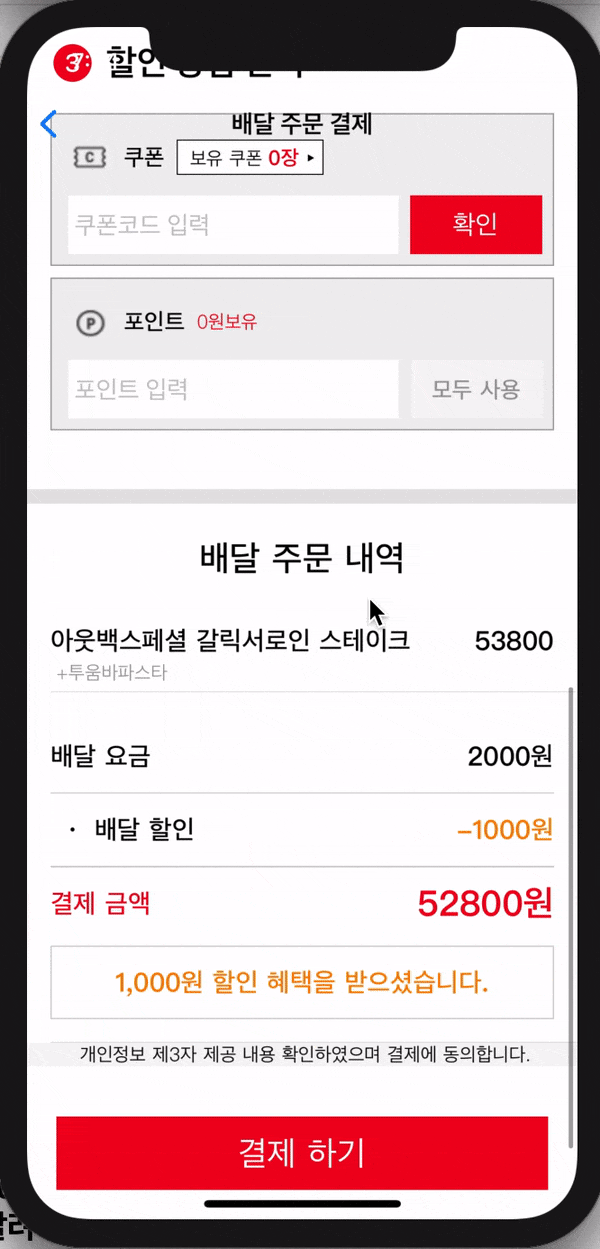 할인
배달 주문 결제
쿠폰 보유 쿠폰 0장 ▸
쿠폰코드 입력 확인
포인트 0원보유
포인트 입력 모두 사용
배달 주문 내역
아웃백스페셜 갈릭서로인 스테이크 53800
+투움바파스타
배달 요금 2000원
· 배달 할인 –1000원
결제 금액 52800원
1,000원 할인 혜택을 받으셨습니다.
개인정보 제3자 제공 내용 확인하였으며 결제에 동의합니다.
결제 하기